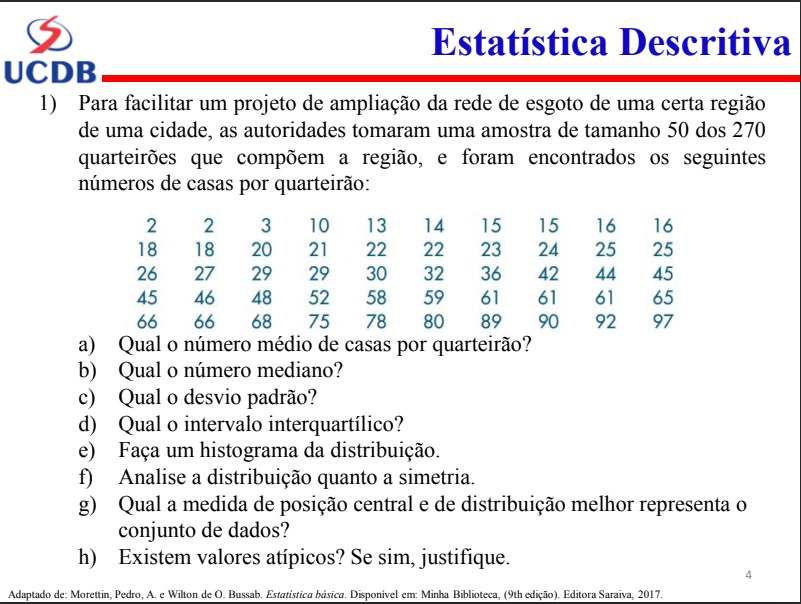 UCDB
Estatística Descritiva
1) Para facilitar um projeto de ampliação da rede de esgoto de uma certa região
de uma cidade, as autoridades tomaram uma amostra de tamanho 50 dos 270
quarteirões que compõem a região, e foram encontrados os seguintes
números de casas por quarteirão:
2 2 3 10 13 14 15 15 16 16
18 18 20 21 22 22 23 24 25 25
26 27 29 29 30 32 36 42 44 45
45 46 48 52 58 59 61 61 61 65
66 66 68 75 78 80 89 90 92 97
a) Qual o número médio de casas por quarteirão?
b) Qual o número mediano?
c) Qual o desvio padrão?
d) Qual o intervalo interquartílico?
e) Faça um histograma da distribuição.
f) Analise a distribuição quanto a simetria.
g) Qual a medida de posição central e de distribuição melhor representa o
conjunto de dados?
h) Existem valores atípicos? Se sim, justifique.
4
Adaptado de: Morettin, Pedro, A. e Wilton de O. Bussab. Estatística básica. Disponível em: Minha Biblioteca, (9th edição). Editora Saraiva, 2017.